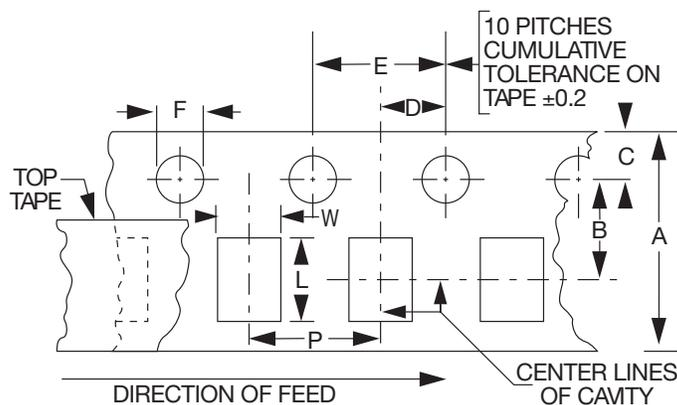 10 PITCHES
CUMULATIVE
TOLERANCE ON
TAPE ±0.2
E
F
D
C
TOP
TAPE
W
B
A
L
P
CENTER LINES
OF CAVITY
DIRECTION OF FEED